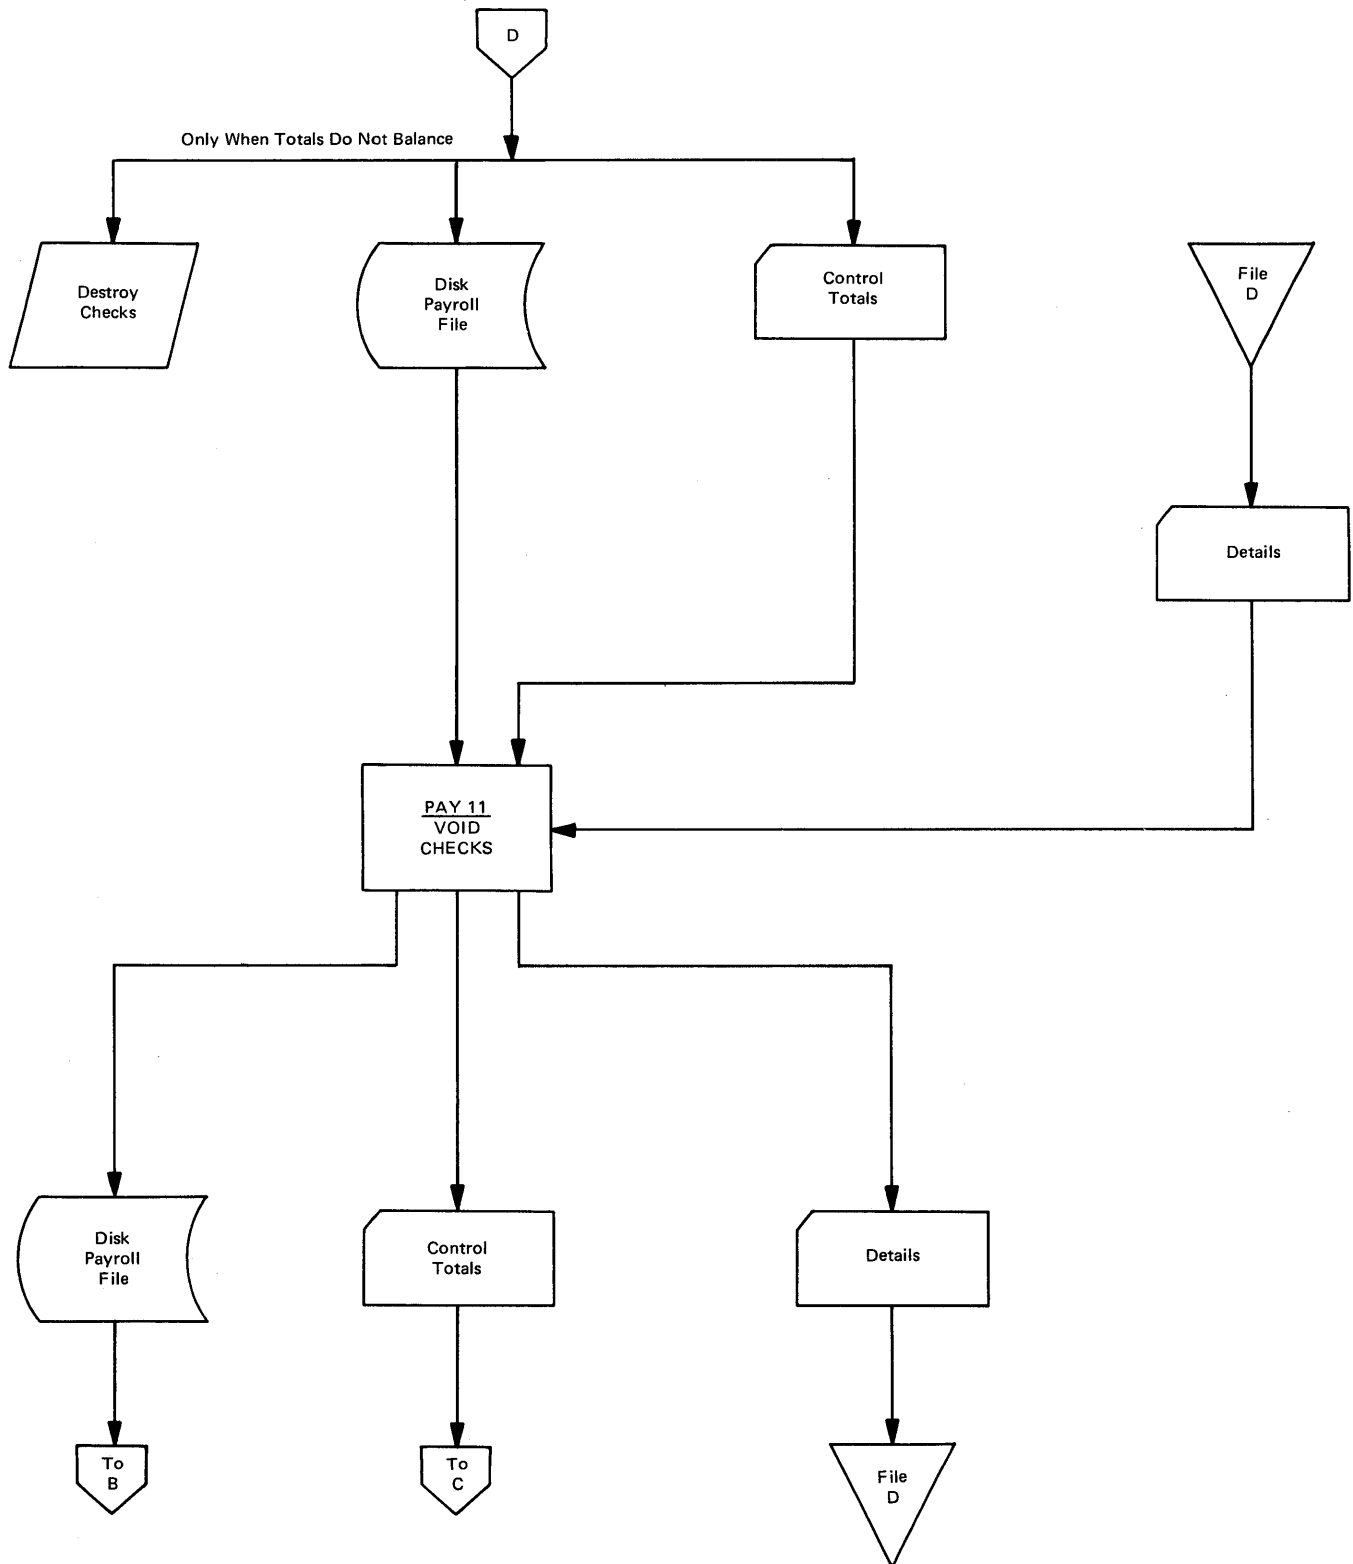 D
Only When Totals Do Not Balance
Destroy
Checks
Disk
Payroll
File
Control
Totals
File
D
Details
PAY 11
VOID
CHECKS
Disk
Payroll
File
Control
Totals
Details
To
B
To
C
File
D